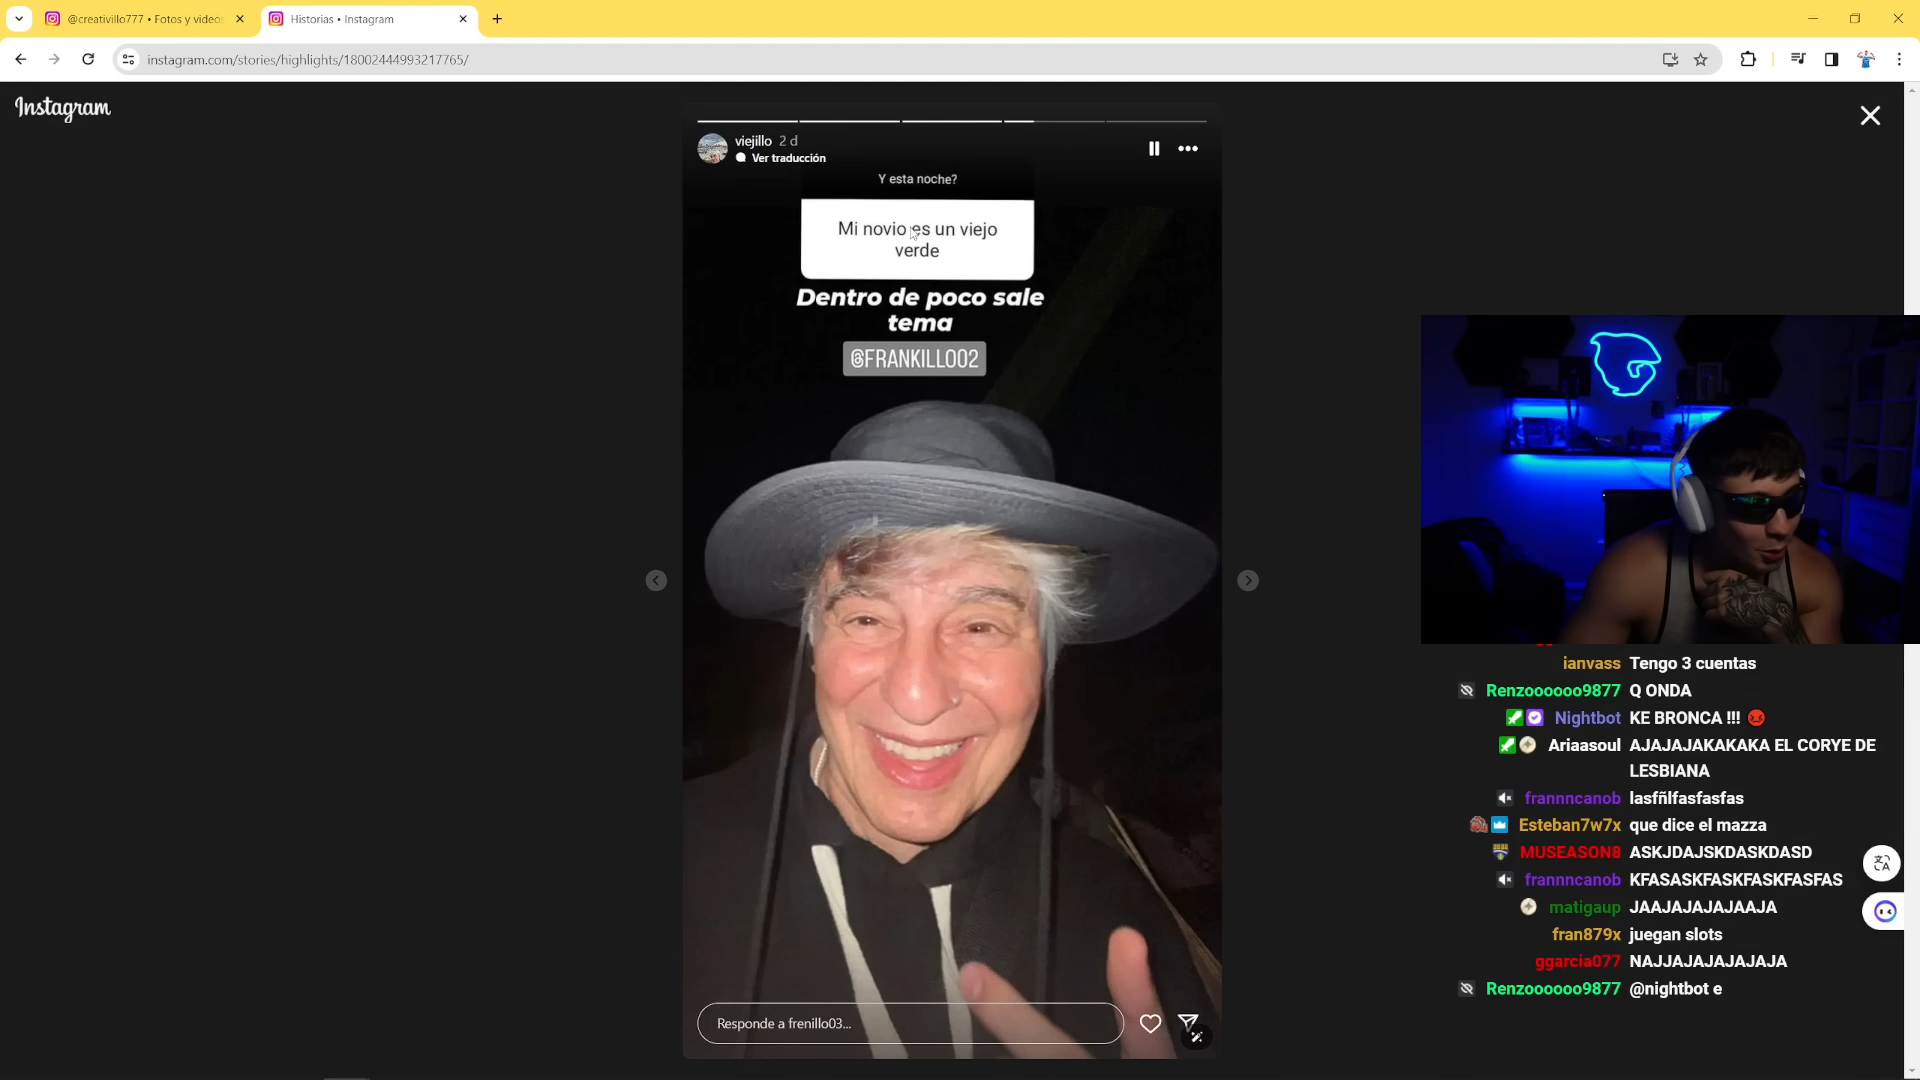 @creativillo777 • Fotos y video
Historias • Instagram
instagram.com/stories/highlights/18002444993217765/
Instagram
viejillo 2 d
Ver traducción
Y esta noche?
Mi novio es un viejo
verde
Dentro de poco sale
tema
@FRANKILLO02
Responde a frenillo03...
ianvass Tengo 3 cuentas
Renzoooooo9877 Q ONDA
Nightbot KE BRONCA !!!
Ariaasoul AJAJAJAKAKAKA EL CORYE DE
LESBIANA
frannncanob lasfñlfasfasfas
Esteban7w7x que dice el mazza
MUSEASON8 ASKJDAJSKDASKDASD
frannncanob KFASASKFASKFASKFASFAS
matigaup JAAJAJAJAJAAJA
fran879x juegan slots
ggarcia077 NAJJAJAJAJAJAJA
Renzoooooo9877 @nightbot e